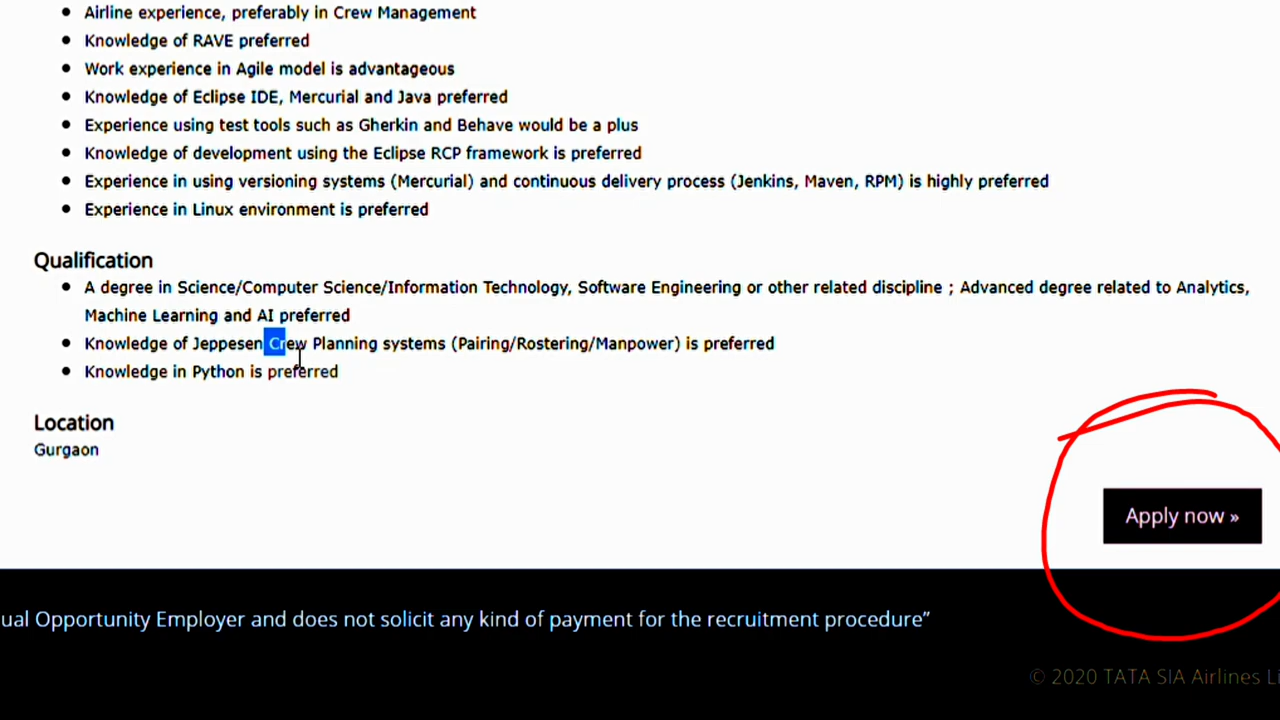 Airline experience, preferably in Crew Management
Knowledge of RAVE preferred
Work experience in Agile model is advantageous
Knowledge of Eclipse IDE, Mercurial and Java preferred
Experience using test tools such as Gherkin and Behave would be a plus
Knowledge of development using the Eclipse RCP framework is preferred
Experience in using versioning systems (Mercurial) and continuous delivery process (Jenkins, Maven, RPM) is highly preferred
Experience in Linux environment is preferred
Qualification
A degree in Science/Computer Science/Information Technology, Software Engineering or other related discipline ; Advanced degree related to Analytics,
Machine Learning and AI preferred
Knowledge of Jeppesen Crew Planning systems (Pairing/Rostering/Manpower) is preferred
Knowledge in Python is preferred
Location
Gurgaon
Apply now »
ual Opportunity Employer and does not solicit any kind of payment for the recruitment procedure”
© 2020 TATA SIA Airlines Li